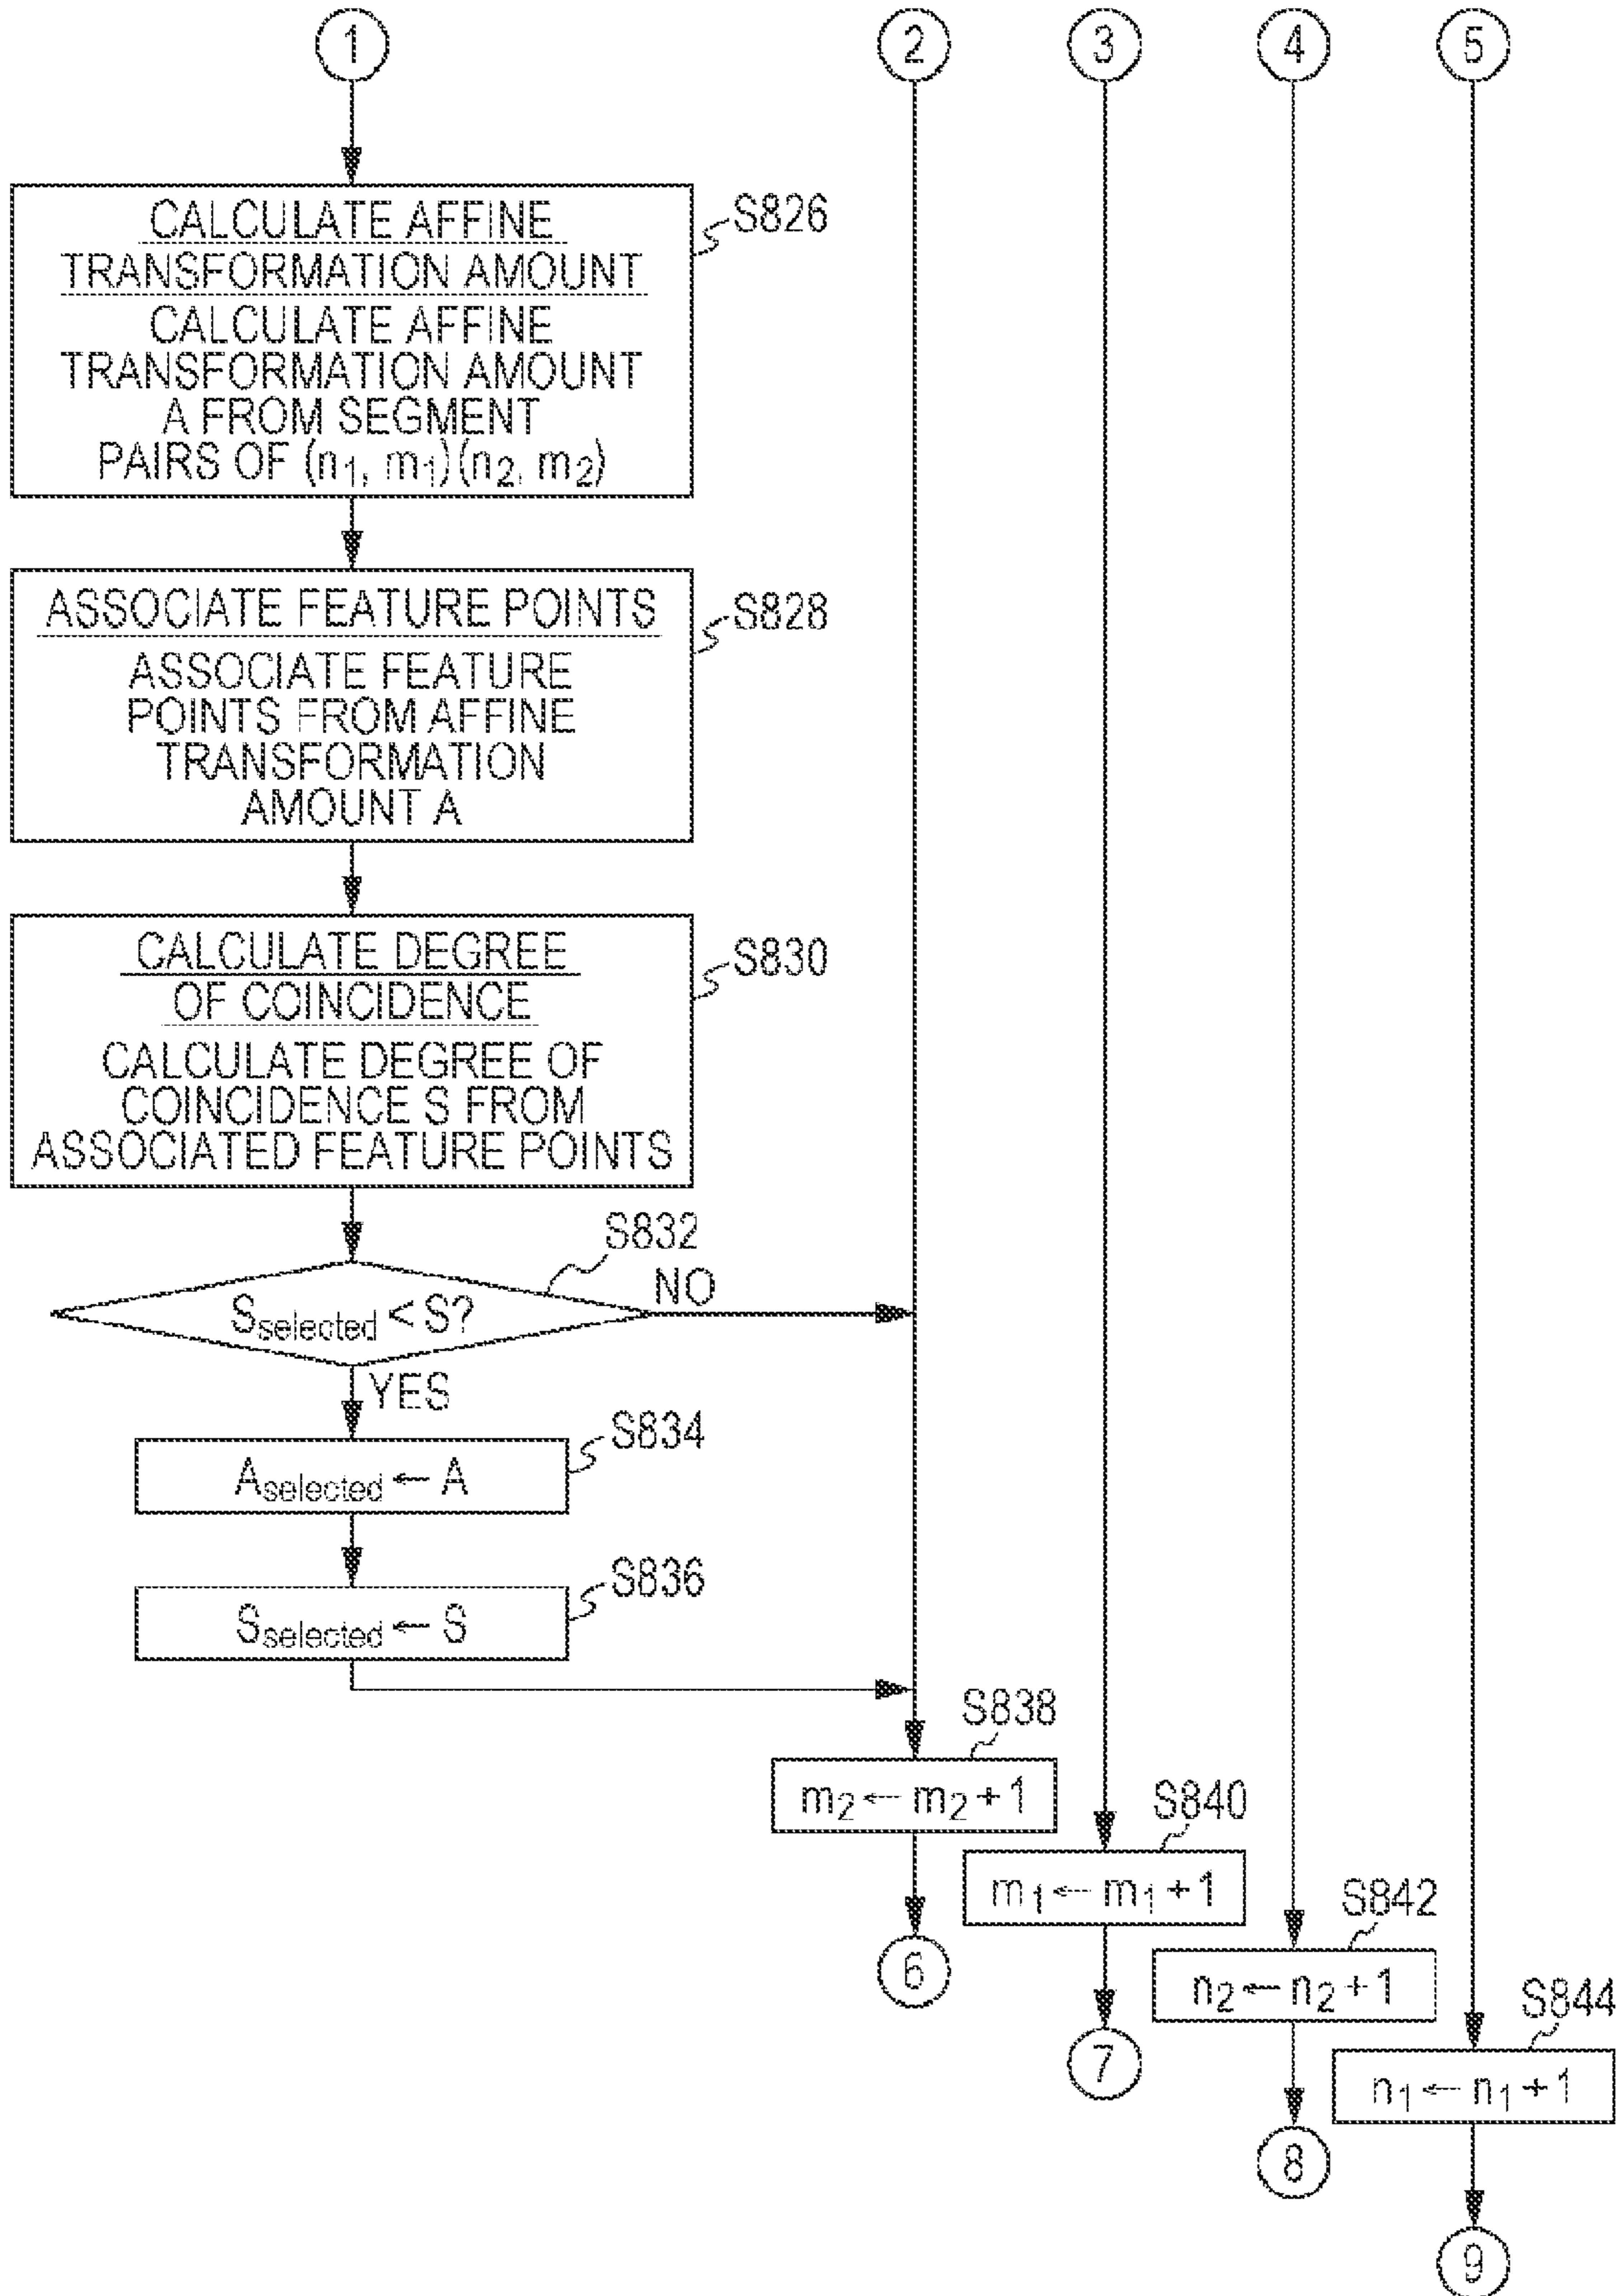 1
2
3
4
5
CALCULATE AFFINE
TRANSFORMATION AMOUNT
CALCULATE AFFINE
TRANSFORMATION AMOUNT
A FROM SEGMENT
PAIRS OF (n1, m1)(n2, m2)
S826
ASSOCIATE FEATURE POINTS
ASSOCIATE FEATURE
POINTS FROM AFFINE
TRANSFORMATION
AMOUNT A
S828
CALCULATE DEGREE
OF COINCIDENCE
CALCULATE DEGREE OF
COINCIDENCE S FROM
ASSOCIATED FEATURE POINTS
S830
S832
Sselected < S?
NO
YES
S834
Aselected ← A
S836
Sselected ← S
S838
m2 ← m2 + 1
S840
m1 ← m1 + 1
S842
n2 ← n2 + 1
S844
n1 ← n1 + 1
6
7
8
9